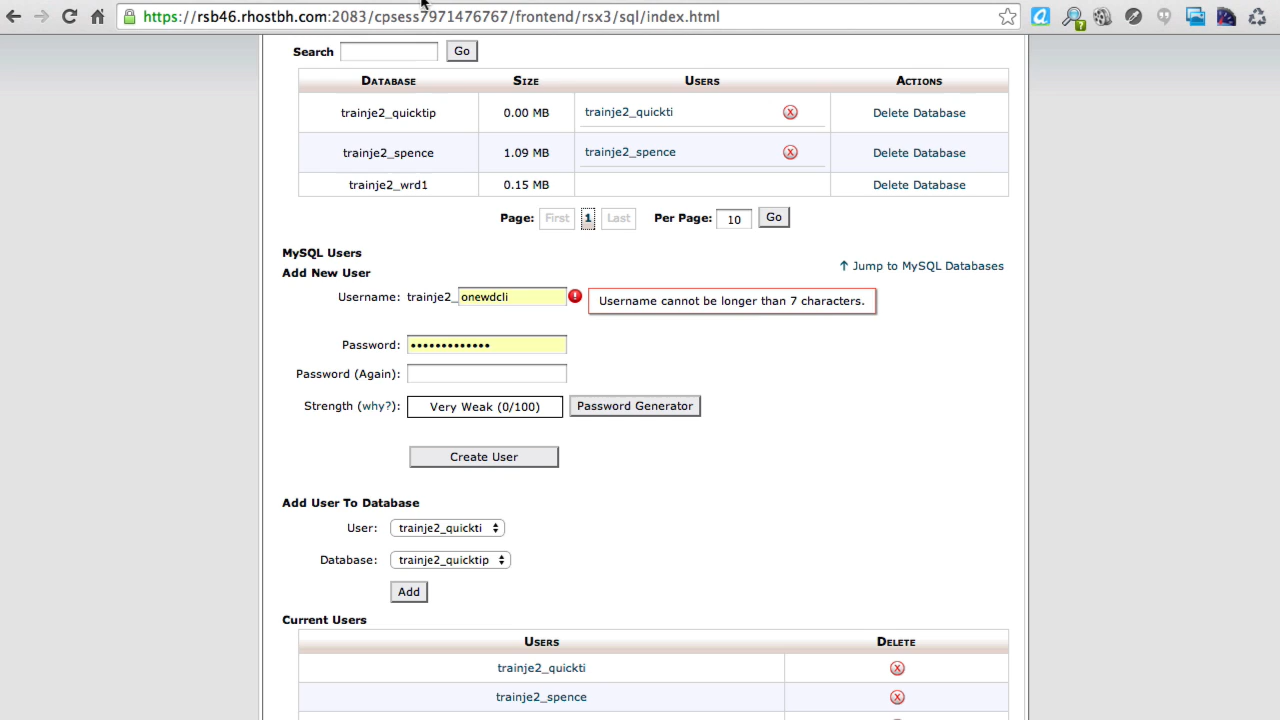 https://rsb46.rhostbh.com:2083/cpsess7971476767/frontend/rsx3/sql/index.html
Search Go
Database Size Users Actions
trainje2_quicktip 0.00 MB trainje2_quickti Delete Database
trainje2_spence 1.09 MB trainje2_spence Delete Database
trainje2_wrd1 0.15 MB Delete Database
Page: First 1 Last Per Page: 10 Go
MySQL Users
Jump to MySQL Databases
Add New User
Username: trainje2_ onewdcli Username cannot be longer than 7 characters.
Password: •••••••••••••
Password (Again):
Strength (why?): Very Weak (0/100) Password Generator
Create User
Add User To Database
User: trainje2_quickti
Database: trainje2_quicktip
Add
Current Users
Users Delete
trainje2_quickti
trainje2_spence